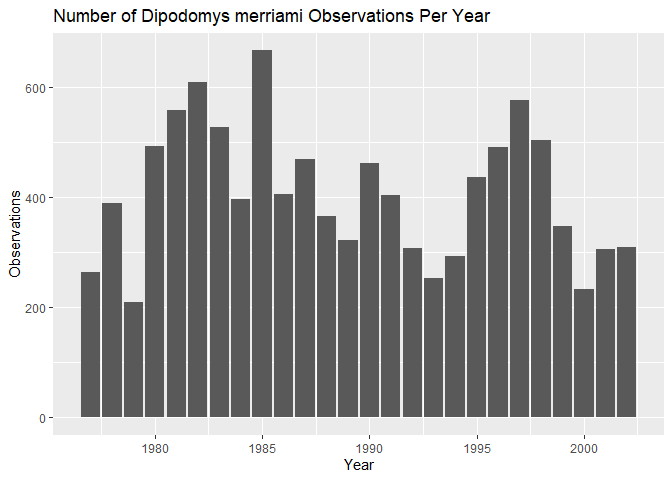 Number of Dipodomys merriami Observations Per Year
600
400
200
0
Observations
1980 1985 1990 1995 2000
Year